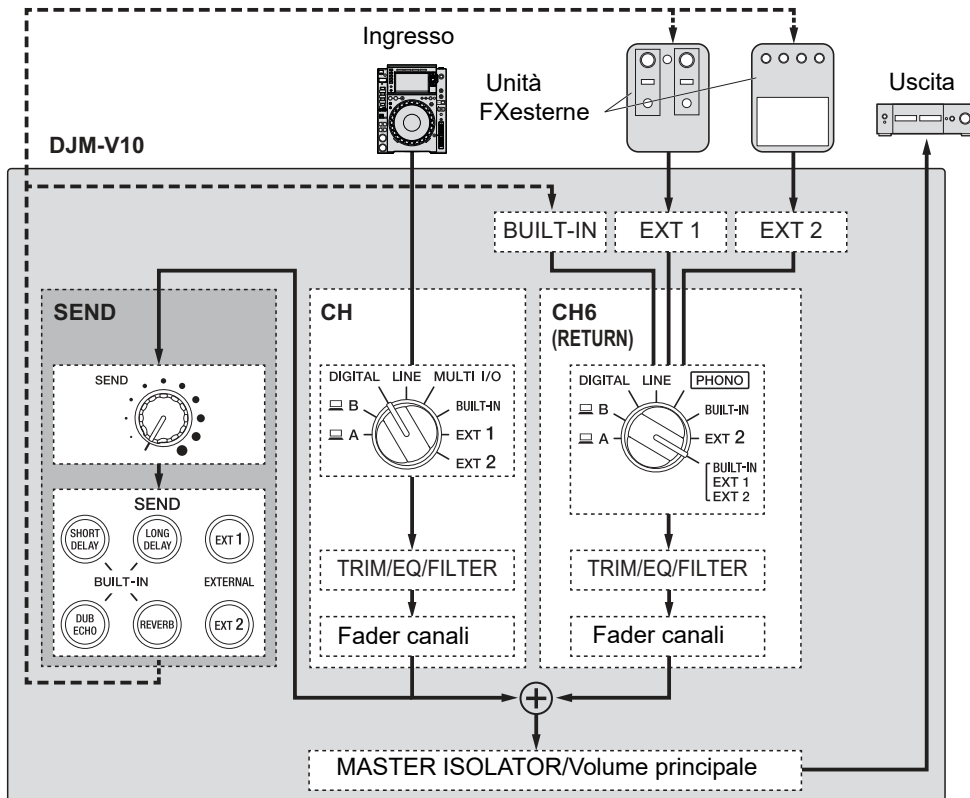 Ingresso
Unità
FXesterne
Uscita
DJM-V10
BUILT-IN
EXT 1
EXT 2
SEND
SEND
SEND
SHORT
DELAY
LONG
DELAY
EXT 1
BUILT-IN
EXTERNAL
DUB
ECHO
REVERB
EXT 2
CH
DIGITAL LINE MULTI I/O
B
BUILT-IN
A
EXT 1
EXT 2
TRIM/EQ/FILTER
Fader canali
CH6
(RETURN)
DIGITAL LINE PHONO
B
BUILT-IN
A
EXT 2
BUILT-IN
EXT 1
EXT 2
TRIM/EQ/FILTER
Fader canali
MASTER ISOLATOR/Volume principale